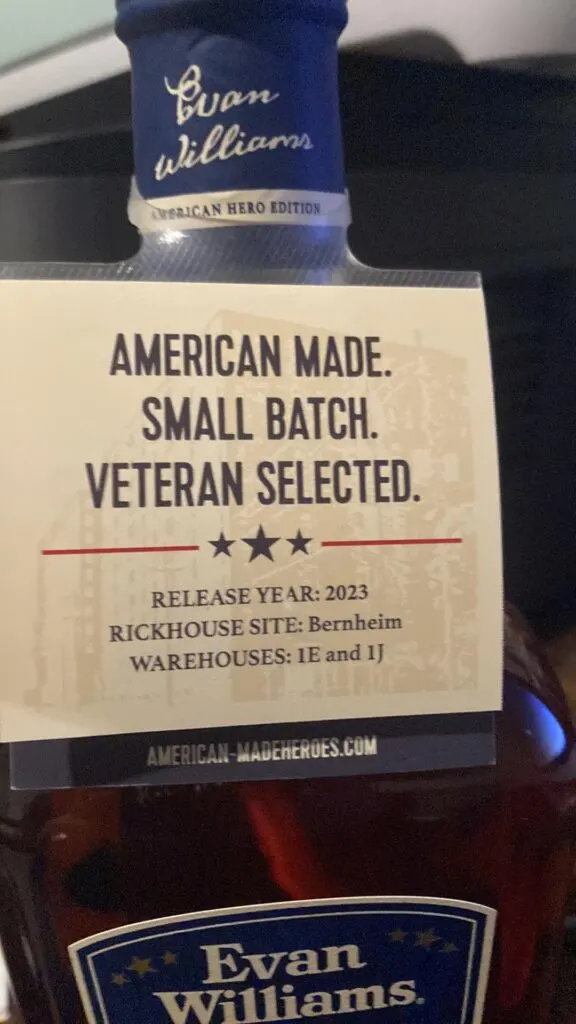 Evan
Williams
AMERICAN HERO EDITION
AMERICAN MADE.
SMALL BATCH.
VETERAN SELECTED.
RELEASE YEAR: 2023
RICKHOUSE SITE: Bernheim
WAREHOUSES: 1E and 1J
AMERICAN-MADEHEROES.COM
Evan
Williams.